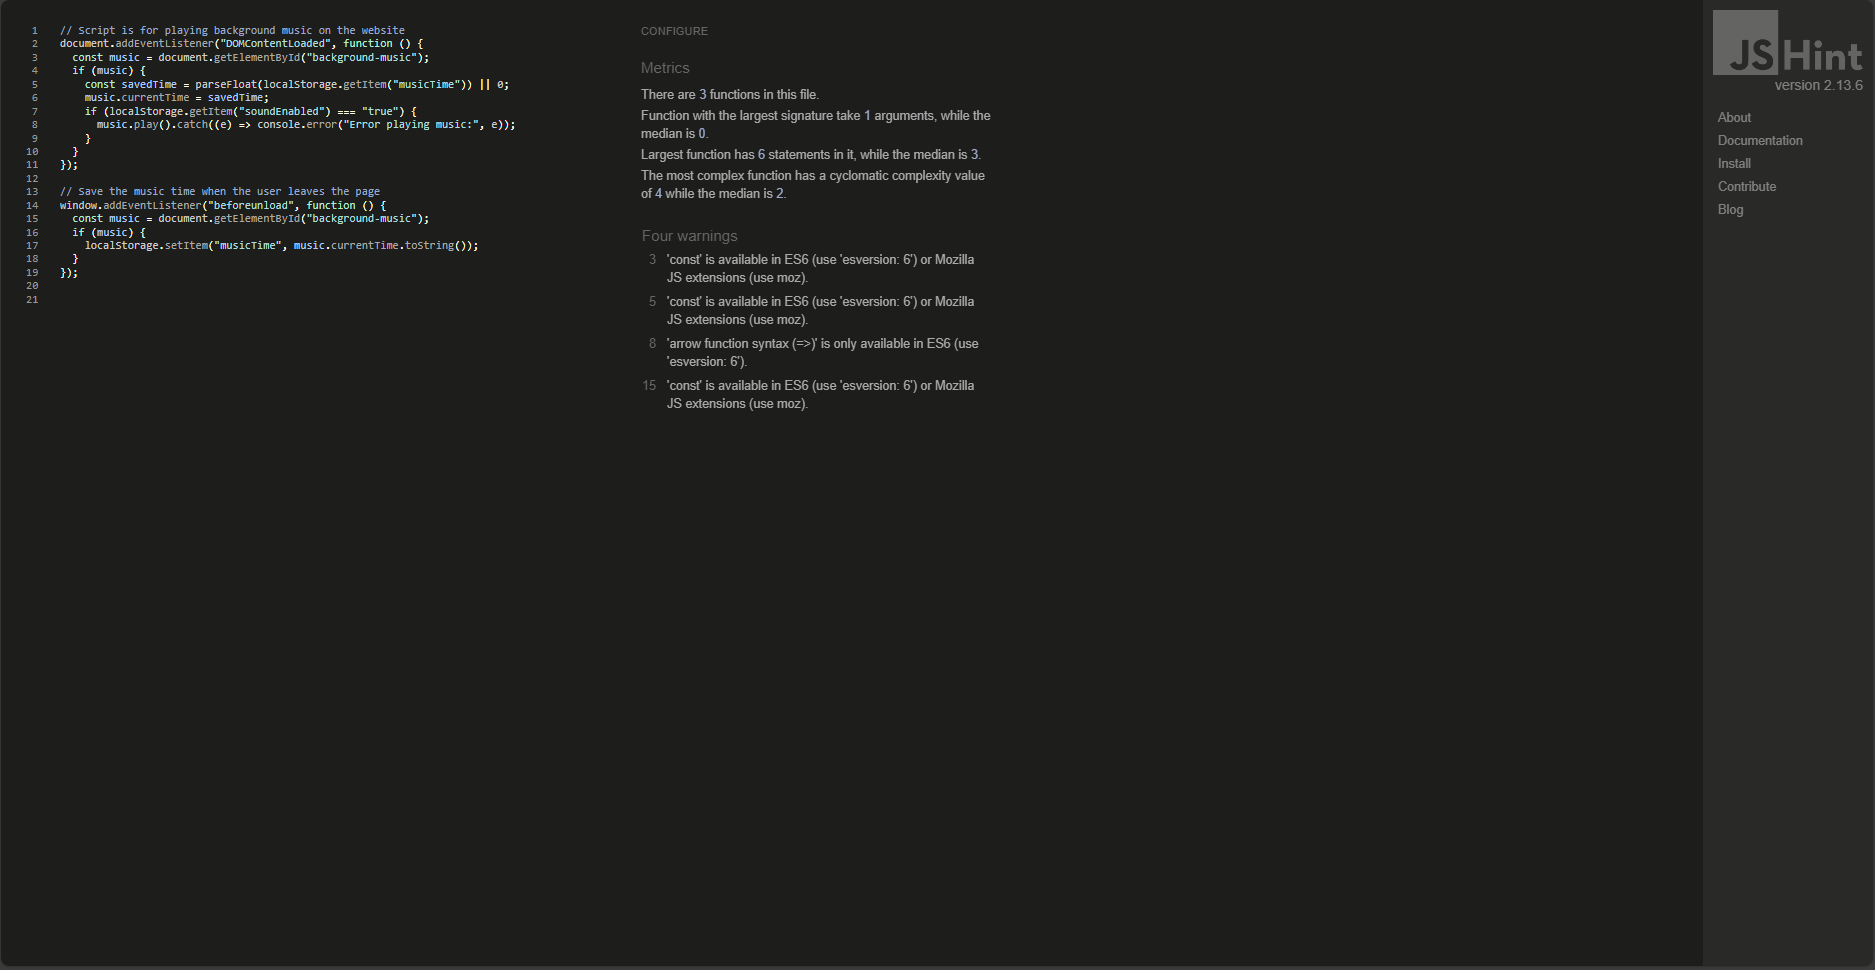 1 // Script is for playing background music on the website
2 document.addEventListener("DOMContentLoaded", function () {
3 const music = document.getElementById("background-music");
4 if (music) {
5 const savedTime = parseFloat(localStorage.getItem("musicTime")) || 0;
6 music.currentTime = savedTime;
7 if (localStorage.getItem("soundEnabled") === "true") {
8 music.play().catch((e) => console.error("Error playing music:", e));
9 }
10 }
11 });
12
13 // Save the music time when the user leaves the page
14 window.addEventListener("beforeunload", function () {
15 const music = document.getElementById("background-music");
16 if (music) {
17 localStorage.setItem("musicTime", music.currentTime.toString());
18 }
19 });
20
21
CONFIGURE
Metrics
There are 3 functions in this file.
Function with the largest signature take 1 arguments, while the
median is 0.
Largest function has 6 statements in it, while the median is 3.
The most complex function has a cyclomatic complexity value
of 4 while the median is 2.
Four warnings
3 'const' is available in ES6 (use 'esversion: 6') or Mozilla
JS extensions (use moz).
5 'const' is available in ES6 (use 'esversion: 6') or Mozilla
JS extensions (use moz).
8 'arrow function syntax (=>)' is only available in ES6 (use
'esversion: 6').
15 'const' is available in ES6 (use 'esversion: 6') or Mozilla
JS extensions (use moz).
JSHint
version 2.13.6
About
Documentation
Install
Contribute
Blog